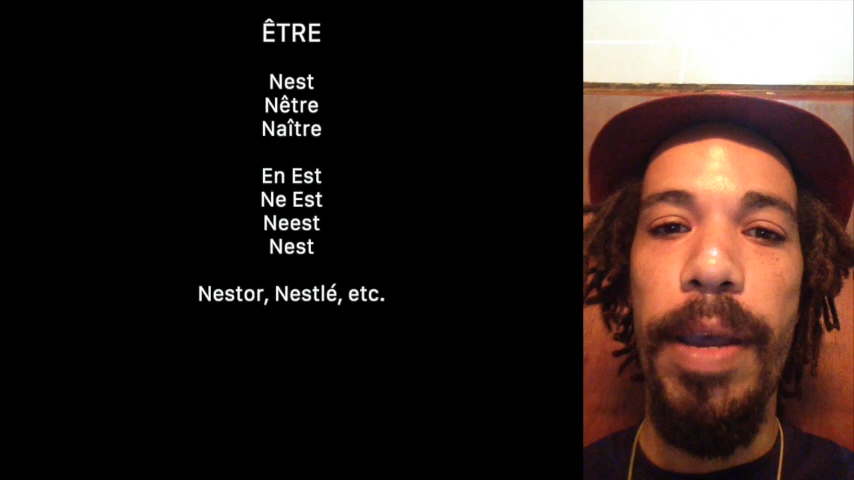 ÊTRE
Nest
Nêtre
Naître
En Est
Ne Est
Neest
Nest
Nestor, Nestlé, etc.